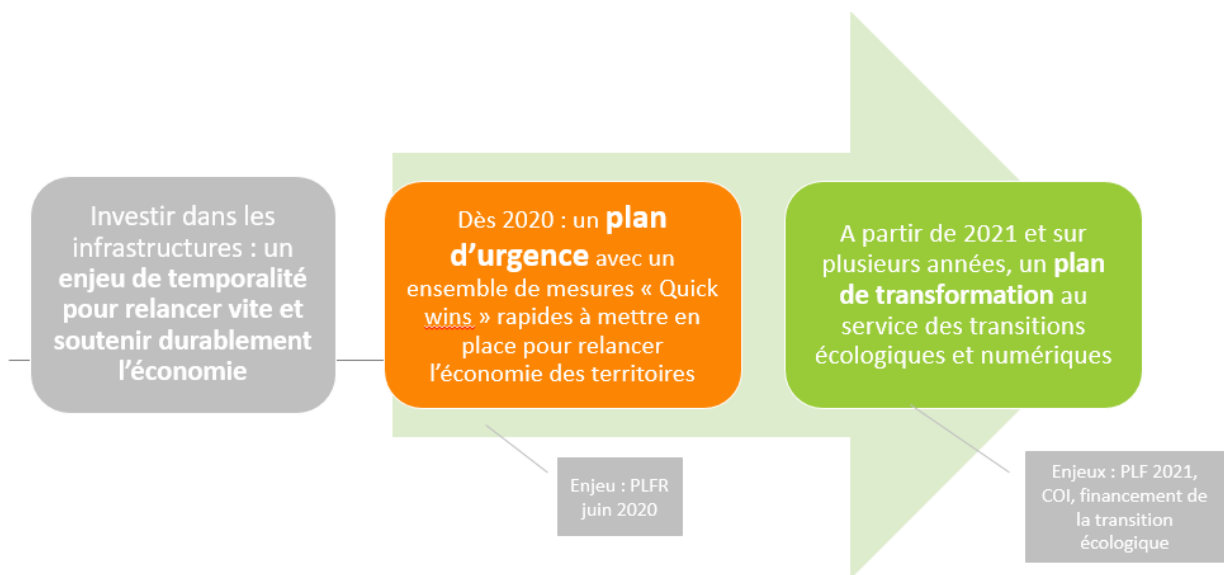 Investir dans les
infrastructures : un
enjeu de temporalité
pour relancer vite et
soutenir durablement
l'économie
Dès 2020 : un plan
d'urgence avec un
ensemble de mesures « Quick
wins » rapides à mettre en
place pour relancer
l'économie des territoires
A partir de 2021 et sur
plusieurs années, un plan
de transformation au
service des transitions
écologiques et numériques
Enjeu : PLFR
juin 2020
Enjeux : PLF 2021,
COI, financement de
la transition
écologique